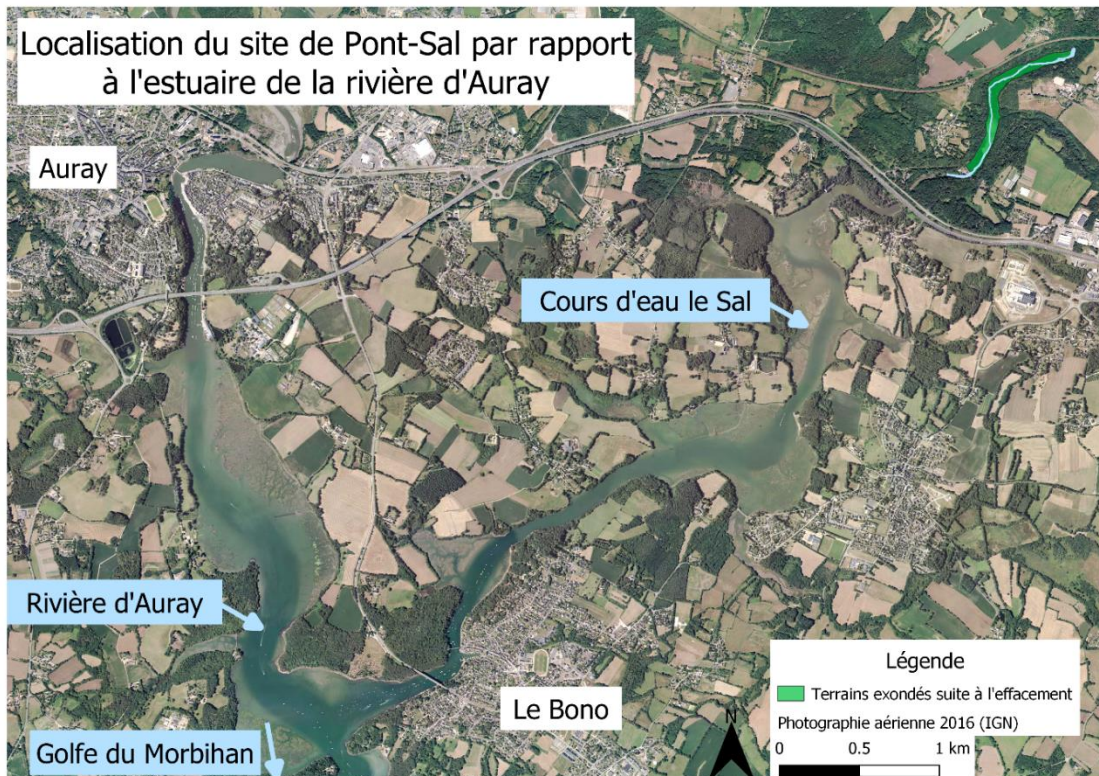 Localisation du site de Pont-Sal par rapport
à l'estuaire de la rivière d'Auray
Auray
Cours d'eau le Sal
Rivière d'Auray
Le Bono
Golfe du Morbihan
N
Légende
Terrains exondés suite à l'effacement
Photographie aérienne 2016 (IGN)
0 0.5 1 km